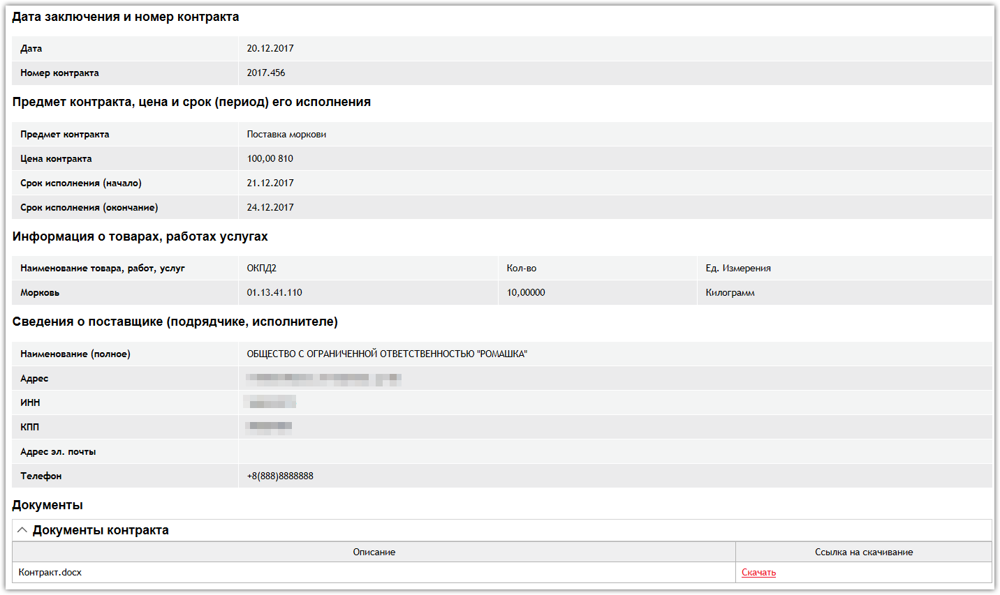 Дата заключения и номер контракта
Дата 20.12.2017
Номер контракта 2017.456
Предмет контракта, цена и срок (период) его исполнения
Предмет контракта Поставка моркови
Цена контракта 100,00 810
Срок исполнения (начало) 21.12.2017
Срок исполнения (окончание) 24.12.2017
Информация о товарах, работах услугах
Наименование товара, работ, услуг ОКПД2 Кол-во Ед. Измерения
Морковь 01.13.41.110 10,00000 Килограмм
Сведения о поставщике (подрядчике, исполнителе)
Наименование (полное) ОБЩЕСТВО С ОГРАНИЧЕННОЙ ОТВЕТСТВЕННОСТЬЮ "РОМАШКА"
Адрес
ИНН
КПП
Адрес эл. почты
Телефон +8(888)8888888
Документы
Документы контракта
Описание Ссылка на скачивание
Контракт.docx Скачать